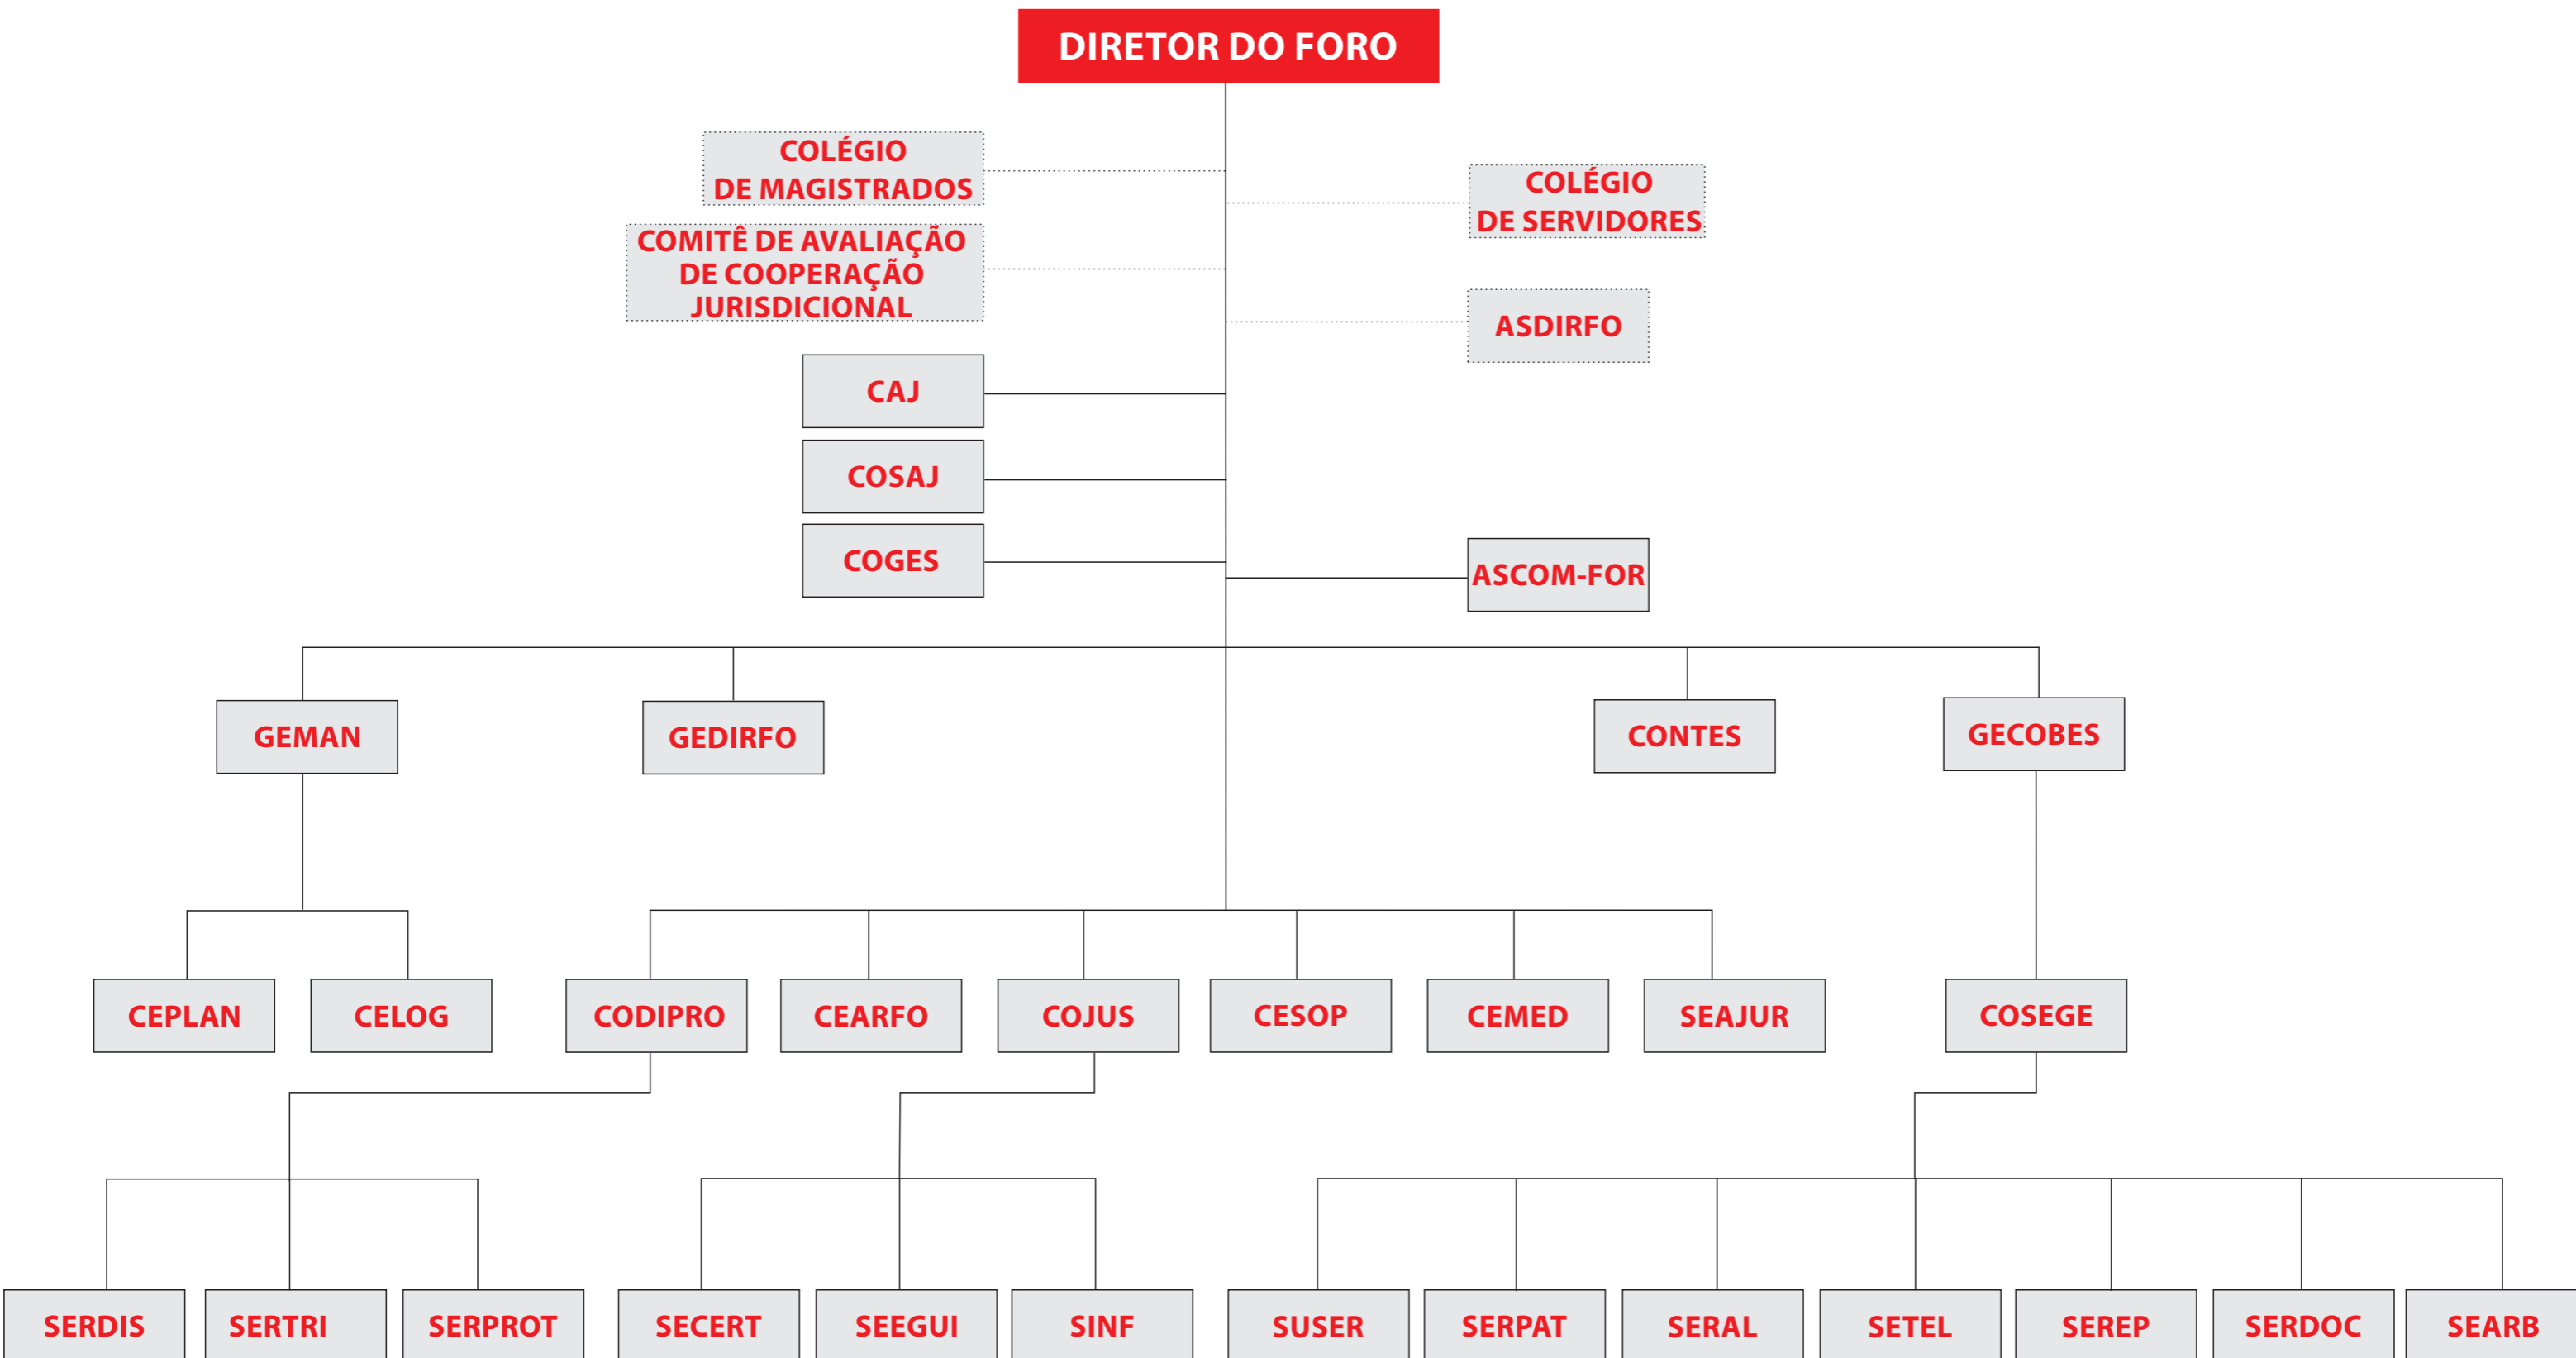 DIRETOR DO FORO
COLÉGIO
DE MAGISTRADOS
COLÉGIO
DE SERVIDORES
COMITÊ DE AVALIAÇÃO
DE COOPERAÇÃO
JURISDICIONAL
ASDIRFO
CAJ
COSAJ
COGES
ASCOM-FOR
GEMAN
GEDIRFO
CONTES
GECOBES
CEPLAN
CELOG
CODIPRO
CEARFO
COJUS
CESOP
CEMED
SEAJUR
COSEGE
SERDIS
SERTRI
SERPROT
SECERT
SEEGUI
SINF
SUSER
SERPAT
SERAL
SETEL
SEREP
SERDOC
SEARB